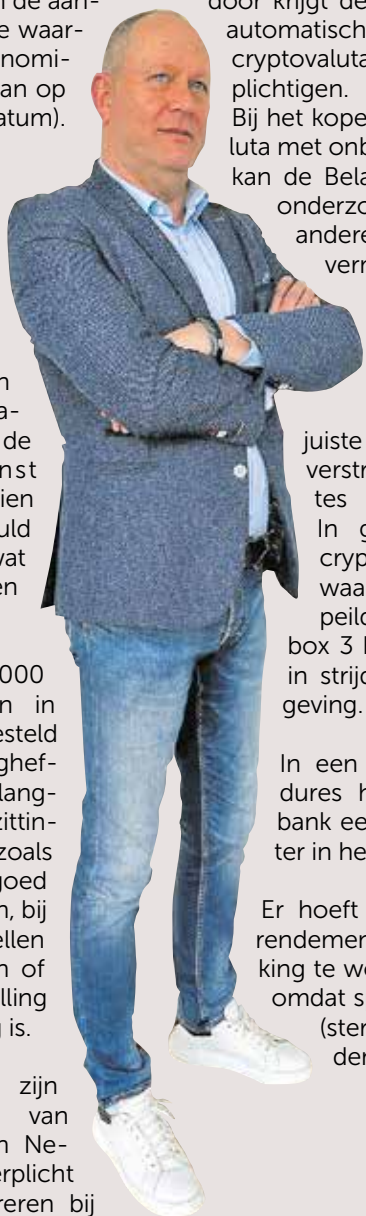 n de aan-
e waar-
nomi-
an op
atum).
n
a-
de
nst
ien
uld
vat
en
000
n in
esteld
ghef-
lang-
zittin-
zoals
goed
n, bij
ellen
n of
lling
g is.
zijn
van
n Ne-
erplicht
reren bij
door krijgt de
automatisch
cryptovaluta
plichtigen.
Bij het kope
luta met onb
kan de Bela
onderzo
andere
verr
juiste
verstr
tes
In g
cryp
waa
peild
box 3 b
in strijd
geving.
In een
dures h
bank ee
ter in he
Er hoeft
rendemer
king te we
omdat s
(ster
der